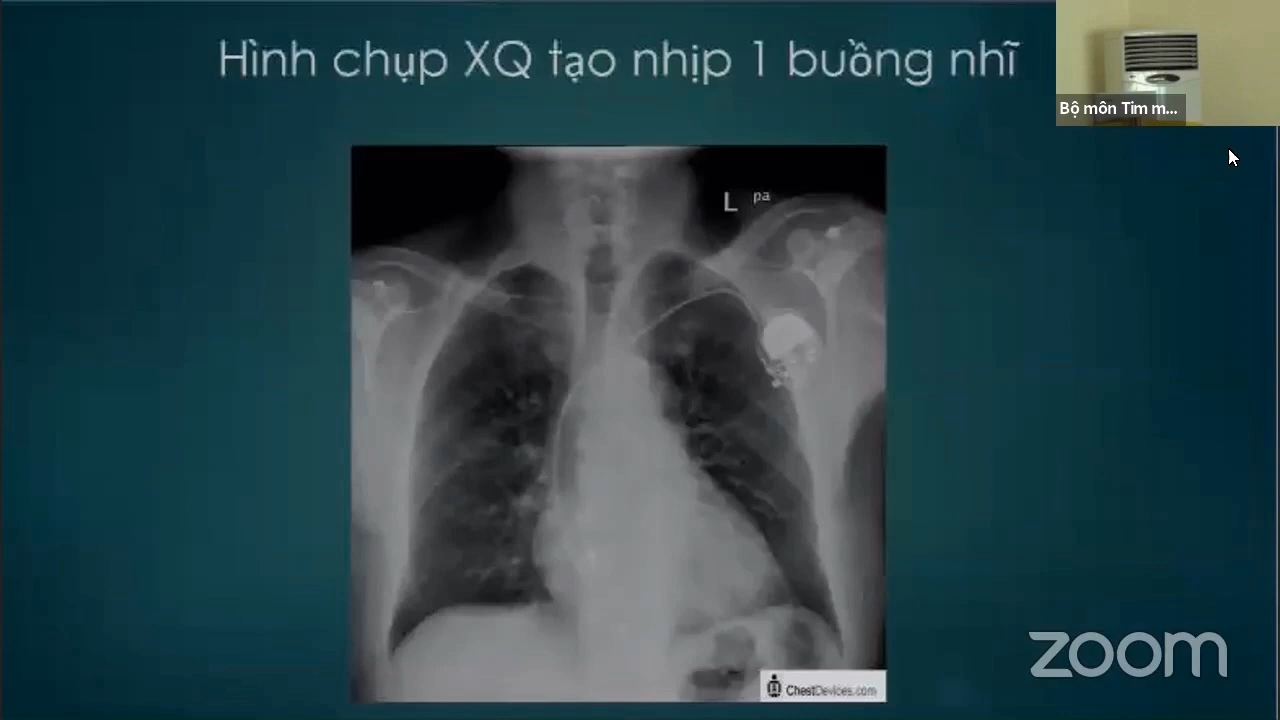 Hình chụp XQ tạo nhịp 1 buồng nhĩ
Bộ môn Tim m...
L pa
ChestDevices.com
zoom